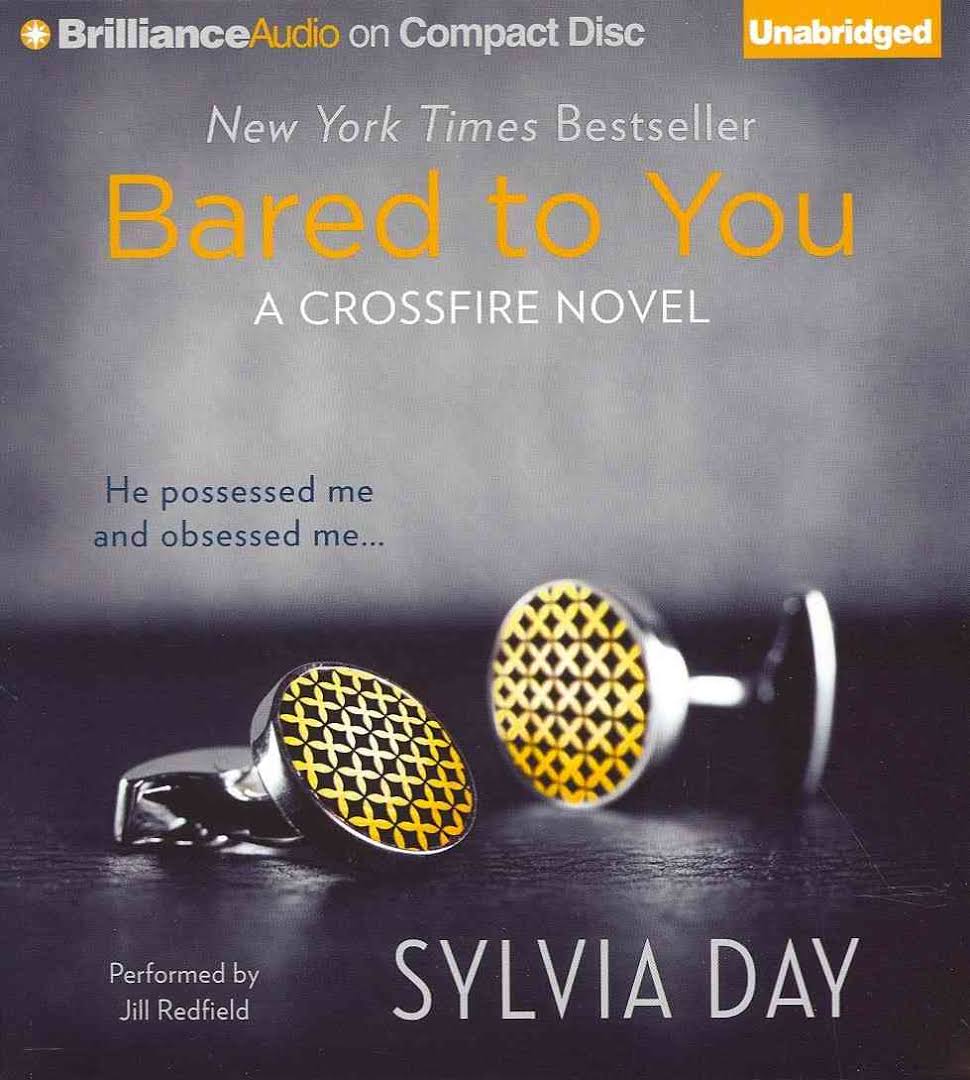 BrillianceAudio on Compact Disc
Unabridged
New York Times Bestseller
Bared to You
A CROSSFIRE NOVEL
He possessed me
and obsessed me...
Performed by
Jill Redfield
SYLVIA DAY